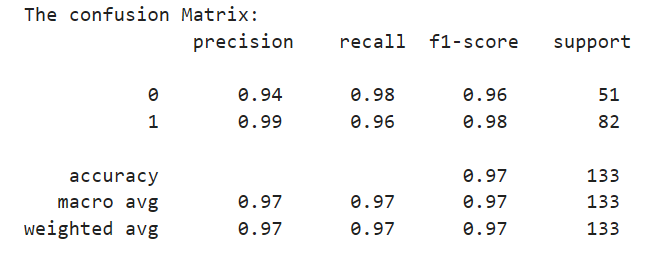 The confusion Matrix:
precision recall f1-score support
0 0.94 0.98 0.96 51
1 0.99 0.96 0.98 82
accuracy 0.97 133
macro avg 0.97 0.97 0.97 133
weighted avg 0.97 0.97 0.97 133